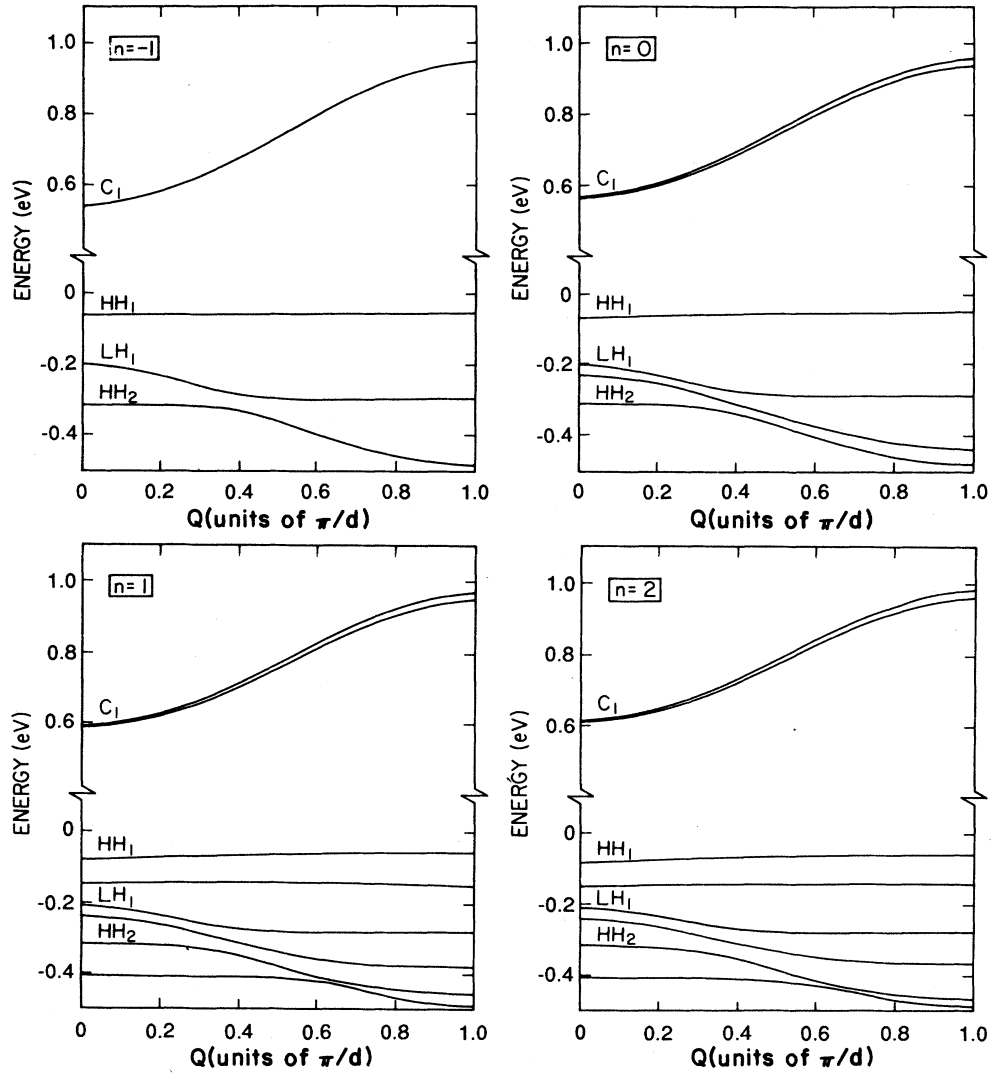 n=-1
1.0
0.8
0.6
0
-0.2
-0.4
ENERGY (eV)
C1
HH1
LH1
HH2
0 0.2 0.4 0.6 0.8 1.0
Q(units of π/d)
n=0
1.0
0.8
0.6
0
-0.2
-0.4
ENERGY (eV)
C1
HH1
LH1
HH2
0 0.2 0.4 0.6 0.8 1.0
Q(units of π/d)
n=1
1.0
0.8
0.6
0
-0.2
-0.4
ENERGY (eV)
C1
HH1
LH1
HH2
0 0.2 0.4 0.6 0.8 1.0
Q(units of π/d)
n=2
1.0
0.8
0.6
0
-0.2
-0.4
ENERGY (eV)
C1
HH1
LH1
HH2
0 0.2 0.4 0.6 0.8 1.0
Q(units of π/d)